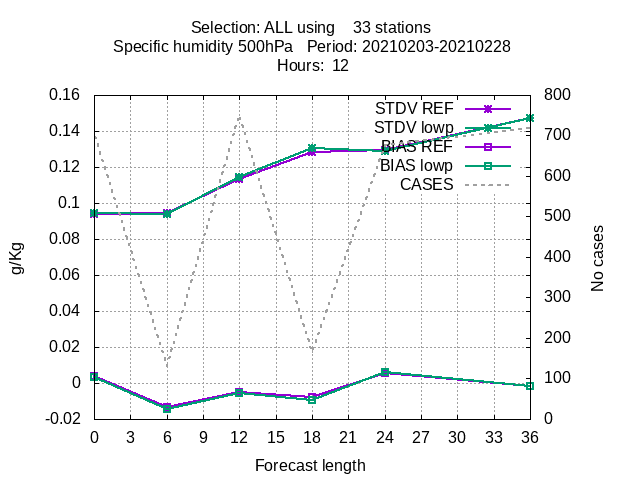 Selection: ALL using    33 stations
Specific humidity 500hPa   Period: 20210203-20210228
Hours:  12
0.16
0.14
0.12
0.1
0.08
0.06
0.04
0.02
0
-0.02
g/Kg
STDV REF
STDV lowp
BIAS REF
BIAS lowp
CASES
800
700
600
500
400
300
200
100
0
No cases
0 3 6 9 12 15 18 21 24 27 30 33 36
Forecast length